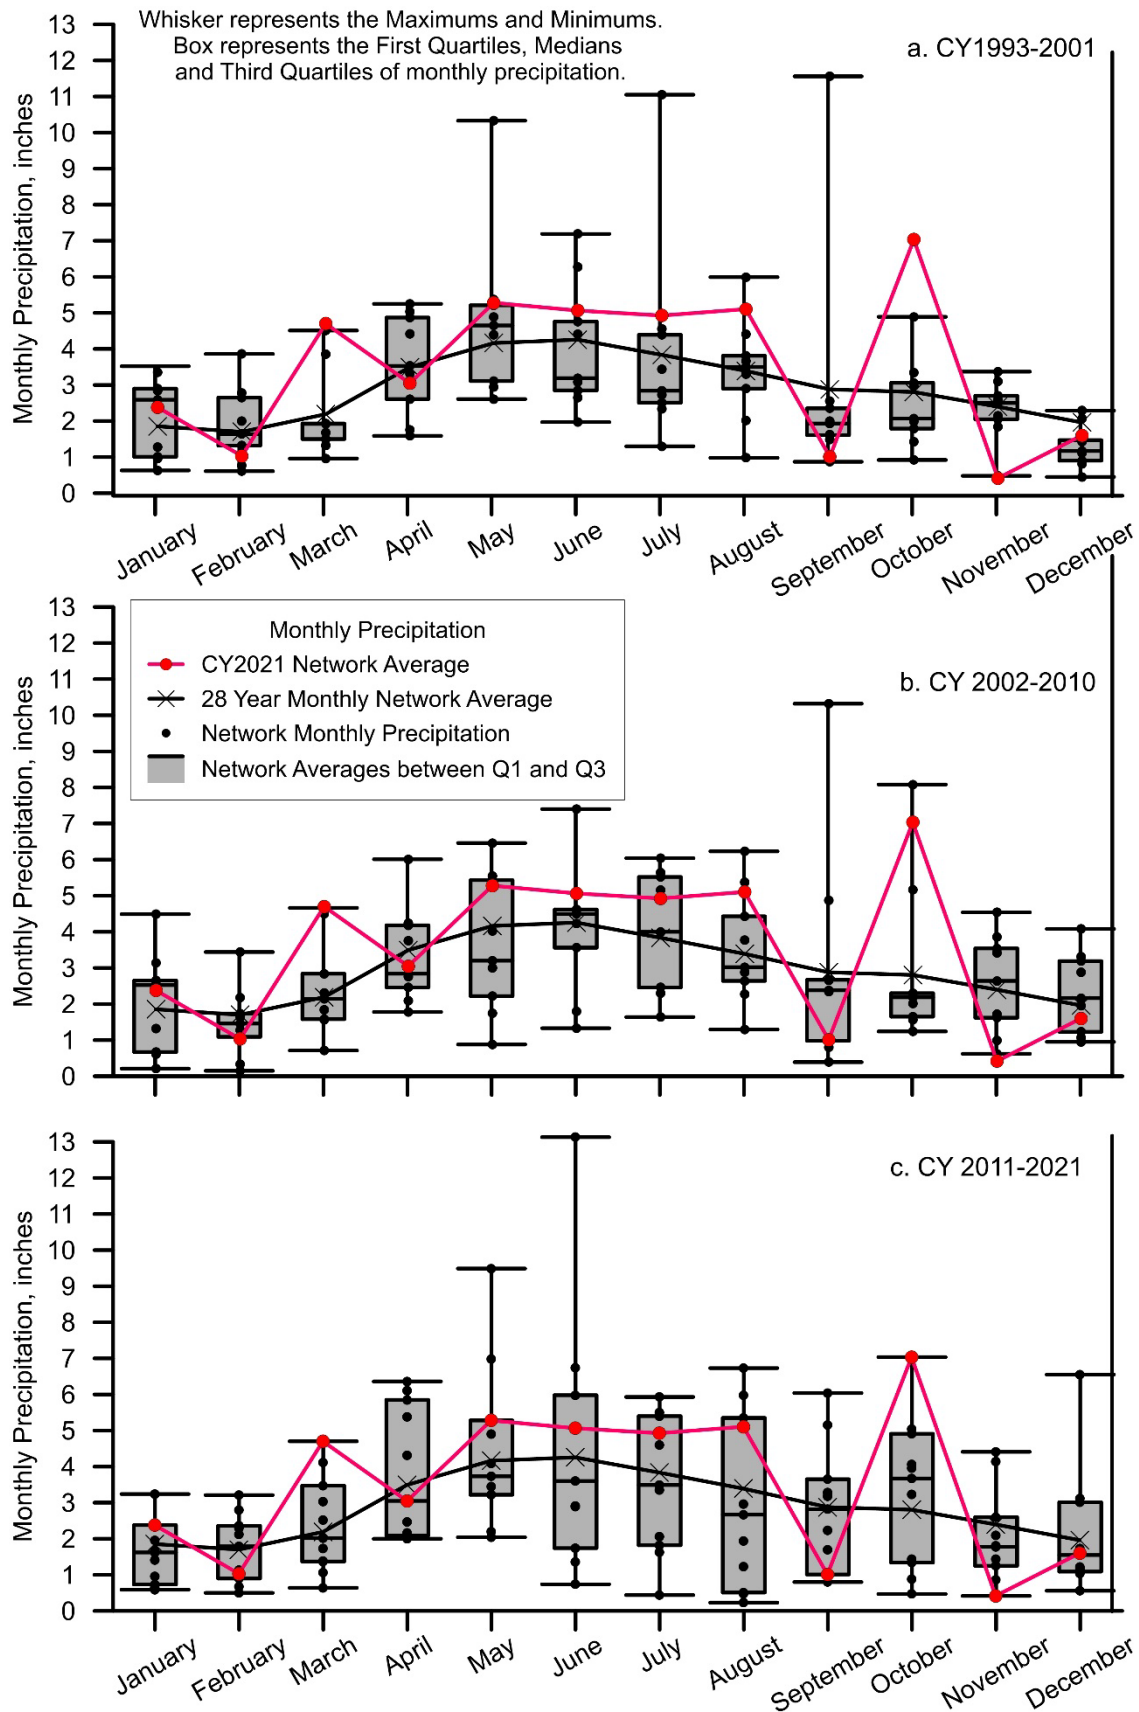 Whisker represents the Maximums and Minimums.
Box represents the First Quartiles, Medians
and Third Quartiles of monthly precipitation.
a. CY1993-2001
Monthly Precipitation, inches
13
12
11
10
9
8
7
6
5
4
3
2
1
0
January
February
March
April
May
June
July
August
September
October
November
December
b. CY 2002-2010
Monthly Precipitation, inches
13
12
11
10
9
8
7
6
5
4
3
2
1
0
Monthly Precipitation
CY2021 Network Average
28 Year Monthly Network Average
Network Monthly Precipitation
Network Averages between Q1 and Q3
c. CY 2011-2021
Monthly Precipitation, inches
13
12
11
10
9
8
7
6
5
4
3
2
1
0
January
February
March
April
May
June
July
August
September
October
November
December